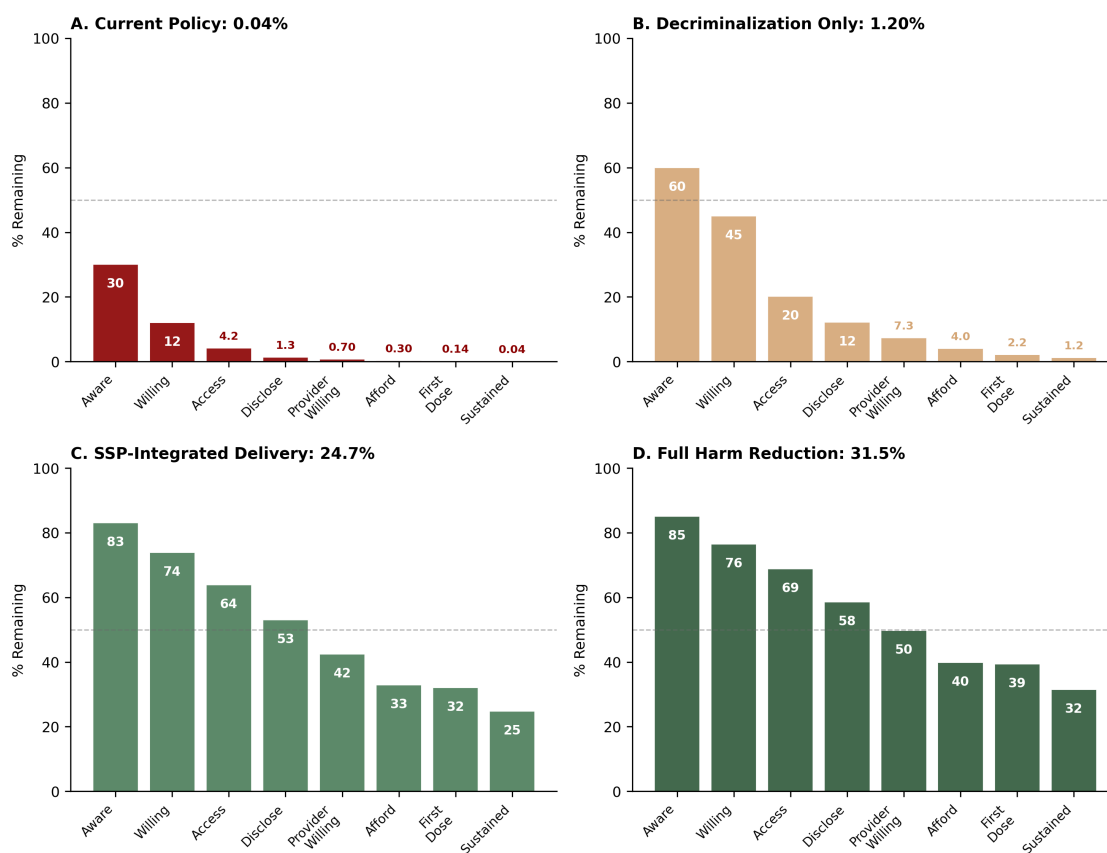 A. Current Policy: 0.04%
% Remaining
100
80
60
40
20
0
30
12
4.2
1.3
0.70
0.30
0.14
0.04
Aware
Willing
Access
Disclose
Provider
Willing
Afford
First
Dose
Sustained
B. Decriminalization Only: 1.20%
% Remaining
100
80
60
40
20
0
60
45
20
12
7.3
4.0
2.2
1.2
Aware
Willing
Access
Disclose
Provider
Willing
Afford
First
Dose
Sustained
C. SSP-Integrated Delivery: 24.7%
% Remaining
100
80
60
40
20
0
83
74
64
53
42
33
32
25
Aware
Willing
Access
Disclose
Provider
Willing
Afford
First
Dose
Sustained
D. Full Harm Reduction: 31.5%
% Remaining
100
80
60
40
20
0
85
76
69
58
50
40
39
32
Aware
Willing
Access
Disclose
Provider
Willing
Afford
First
Dose
Sustained